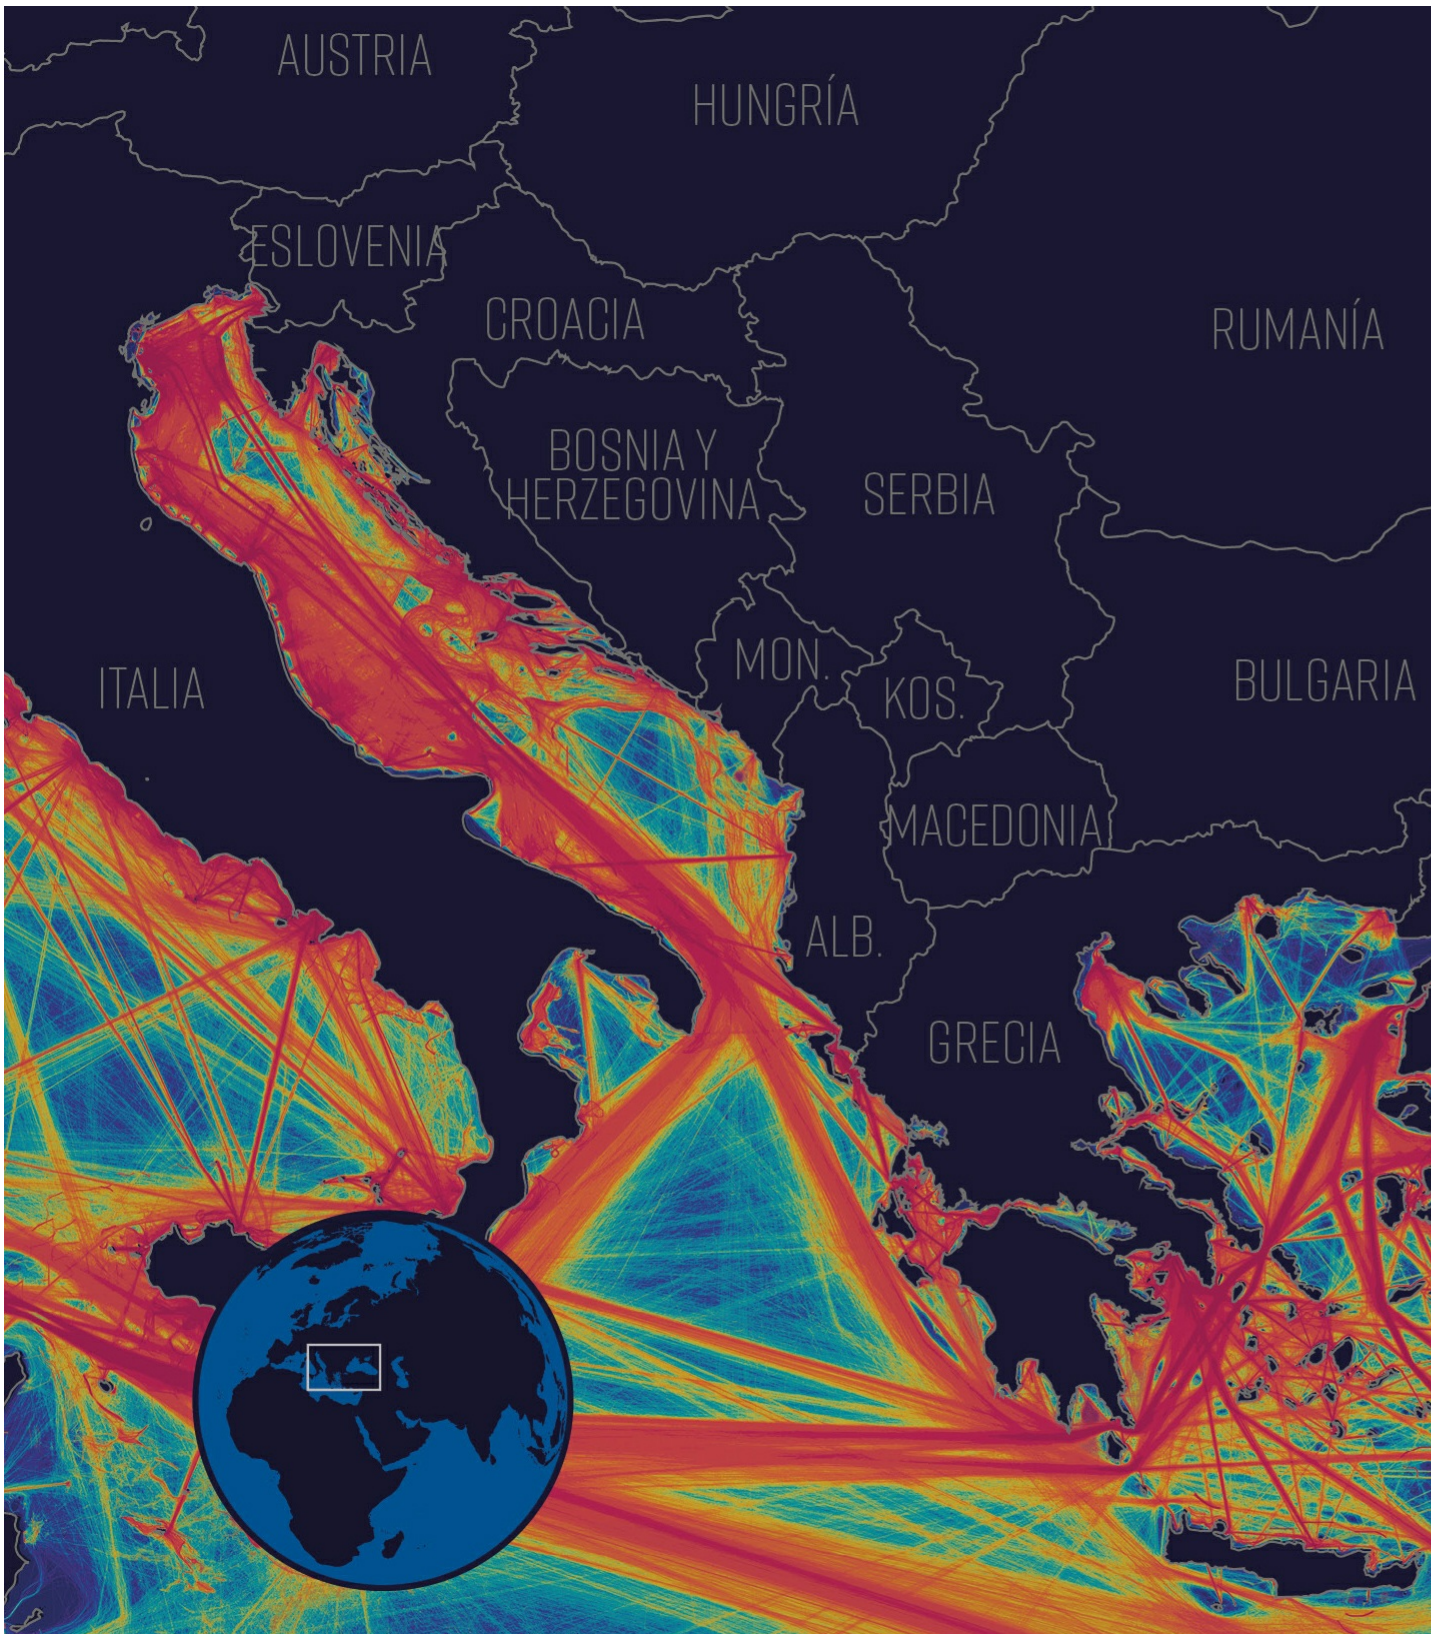 AUSTRIA
HUNGRÍA
ESLOVENIA
CROACIA
RUMANÍA
BOSNIA Y
HERZEGOVINA
SERBIA
MON.
KOS.
ITALIA
BULGARIA
MACEDONIA
ALB.
GRECIA